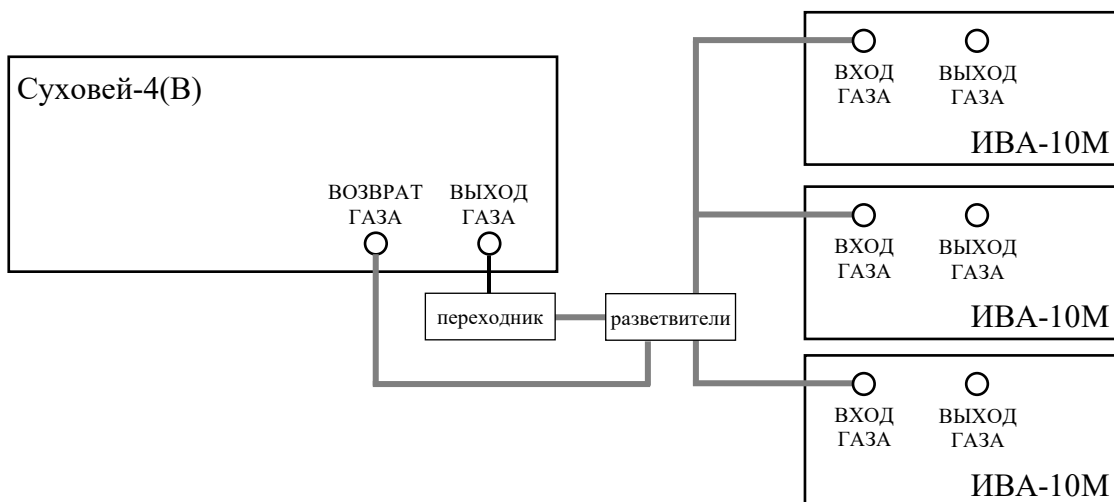 Суховей-4(В)
ВОЗВРАТ
ГАЗА
ВЫХОД
ГАЗА
переходник
разветвители
ВХОД
ГАЗА
ВЫХОД
ГАЗА
ИВА-10М
ВХОД
ГАЗА
ВЫХОД
ГАЗА
ИВА-10М
ВХОД
ГАЗА
ВЫХОД
ГАЗА
ИВА-10М